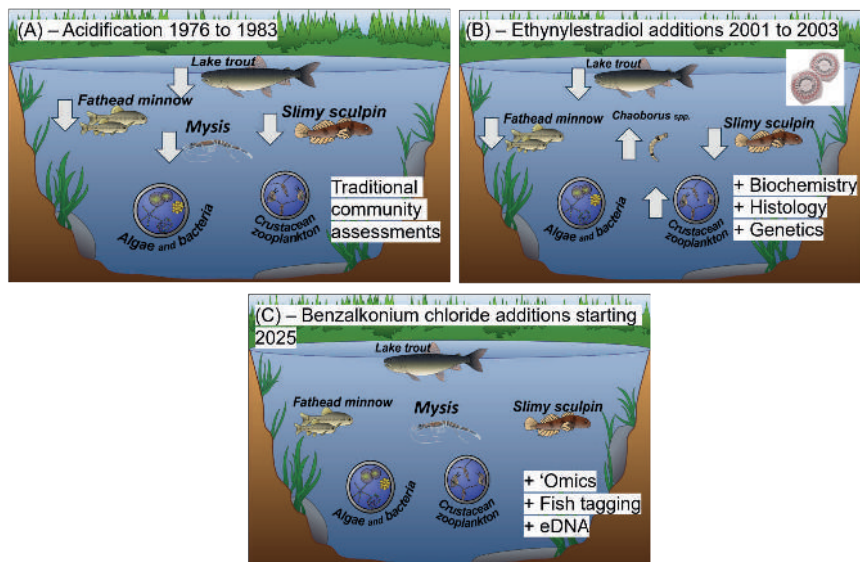 (A) – Acidification 1976 to 1983
Lake trout
Fathead minnow
Mysis
Slimy sculpin
Algae and bacteria
Crustacean
zooplankton
Traditional
community
assessments
(B) – Ethynylestradiol additions 2001 to 2003
Lake trout
Fathead minnow
Chaoborus spp.
Slimy sculpin
Algae and bacteria
Crustacean
zooplankton
+ Biochemistry
+ Histology
+ Genetics
(C) – Benzalkonium chloride additions starting
2025
Lake trout
Fathead minnow
Mysis
Slimy sculpin
Algae and bacteria
Crustacean
zooplankton
+ ‘Omics
+ Fish tagging
+ eDNA